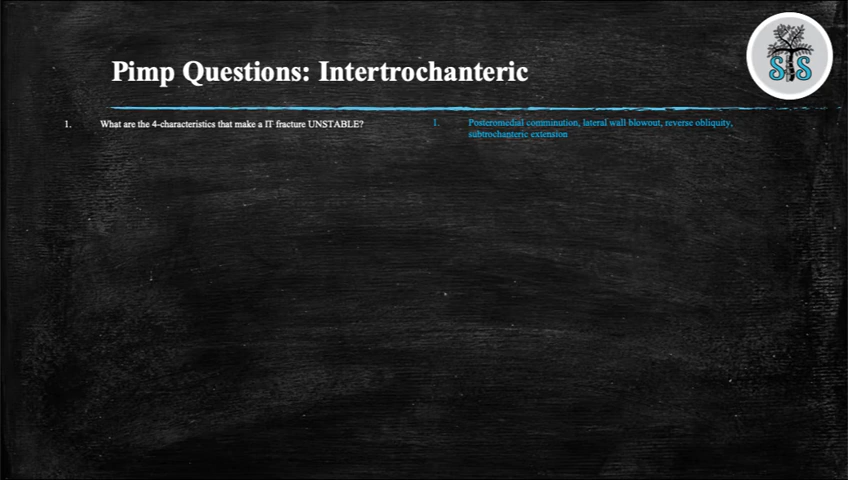 Pimp Questions: Intertrochanteric
STS
1. What are the 4-characteristics that make a IT fracture UNSTABLE?
1. Posteromedial comminution, lateral wall blowout, reverse obliquity,
subtrochanteric extension